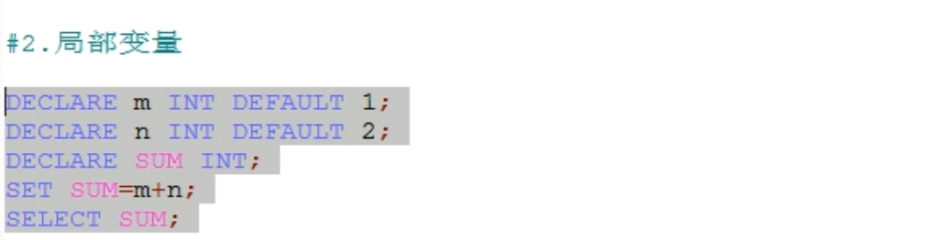 #2.局部变量
DECLARE m INT DEFAULT 1;
DECLARE n INT DEFAULT 2;
DECLARE SUM INT;
SET SUM=m+n;
SELECT SUM;